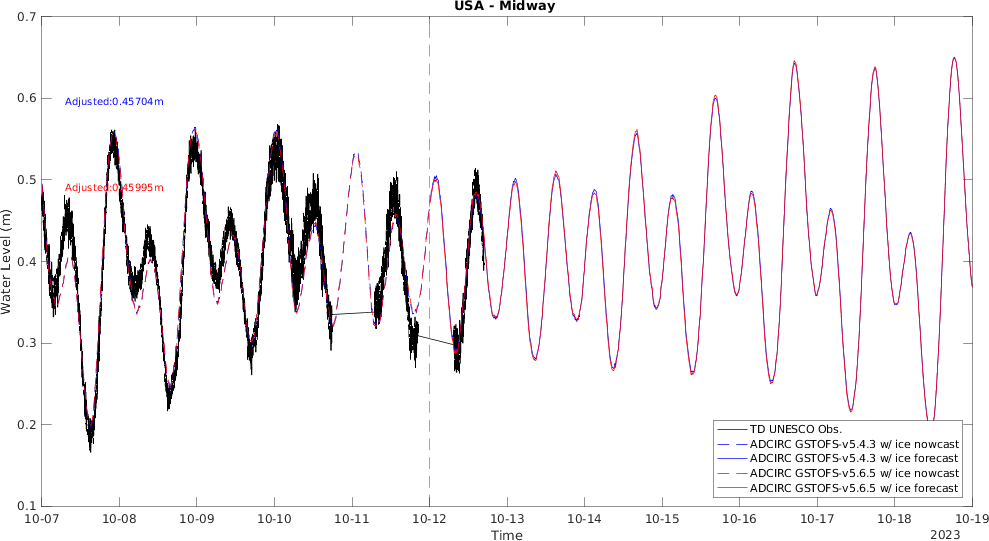 USA - Midway
0.7
0.6
0.5
0.4
0.3
0.2
0.1
Water Level (m)
Adjusted:0.45704m
Adjusted:0.45995m
TD UNESCO Obs.
ADCIRC GSTOFS-v5.4.3 w/ ice nowcast
ADCIRC GSTOFS-v5.4.3 w/ ice forecast
ADCIRC GSTOFS-v5.6.5 w/ ice nowcast
ADCIRC GSTOFS-v5.6.5 w/ ice forecast
10-07 10-08 10-09 10-10 10-11 10-12 10-13 10-14 10-15 10-16 10-17 10-18 10-19
Time
2023